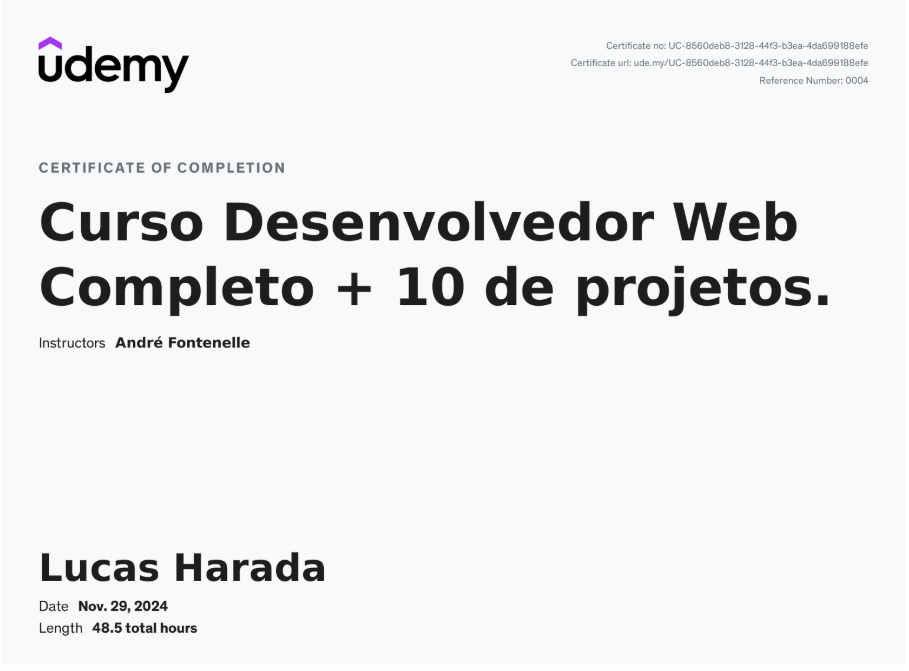 udemy
Certificate no: UC-8560deb8-3128-44f3-b3ea-4da699188efe
Certificate url: ude.my/UC-8560deb8-3128-44f3-b3ea-4da699188efe
Reference Number: 0004
CERTIFICATE OF COMPLETION
Curso Desenvolvedor Web
Completo + 10 de projetos.
Instructors André Fontenelle
Lucas Harada
Date Nov. 29, 2024
Length 48.5 total hours